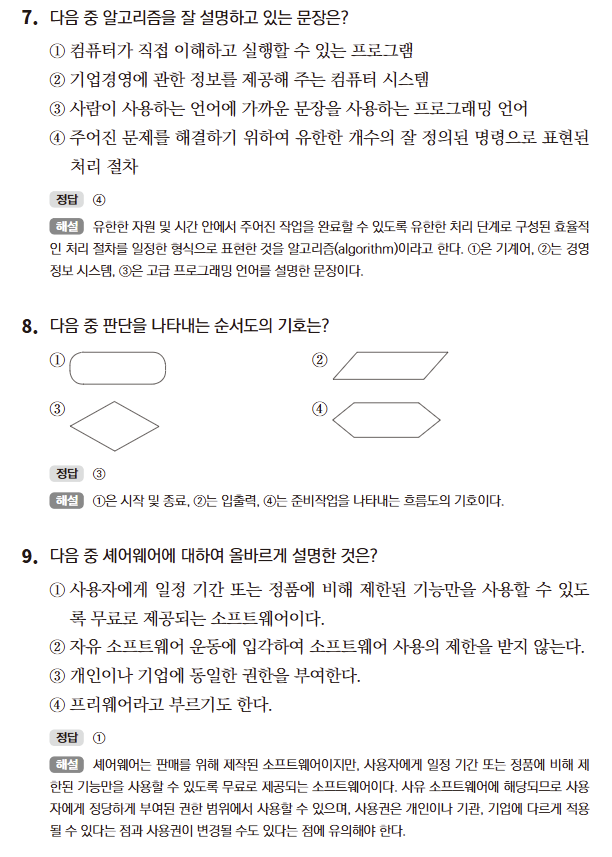 7. 다음 중 알고리즘을 잘 설명하고 있는 문장은?
① 컴퓨터가 직접 이해하고 실행할 수 있는 프로그램
② 기업경영에 관한 정보를 제공해 주는 컴퓨터 시스템
③ 사람이 사용하는 언어에 가까운 문장을 사용하는 프로그래밍 언어
④ 주어진 문제를 해결하기 위하여 유한한 개수의 잘 정의된 명령으로 표현된
처리 절차
정답 ④
해설 유한한 자원 및 시간 안에서 주어진 작업을 완료할 수 있도록 유한한 처리 단계로 구성된 효율적
인 처리 절차를 일정한 형식으로 표현한 것을 알고리즘(algorithm)이라고 한다. ①은 기계어, ②는 경영
정보 시스템, ③은 고급 프로그래밍 언어를 설명한 문장이다.
8. 다음 중 판단을 나타내는 순서도의 기호는?
① ②
③ ④
정답 ③
해설 ①은 시작 및 종료, ②는 입출력, ④는 준비작업을 나타내는 흐름도의 기호이다.
9. 다음 중 셰어웨어에 대하여 올바르게 설명한 것은?
① 사용자에게 일정 기간 또는 정품에 비해 제한된 기능만을 사용할 수 있도
록 무료로 제공되는 소프트웨어이다.
② 자유 소프트웨어 운동에 입각하여 소프트웨어 사용의 제한을 받지 않는다.
③ 개인이나 기업에 동일한 권한을 부여한다.
④ 프리웨어라고 부르기도 한다.
정답 ①
해설 셰어웨어는 판매를 위해 제작된 소프트웨어이지만, 사용자에게 일정 기간 또는 정품에 비해 제
한된 기능만을 사용할 수 있도록 무료로 제공되는 소프트웨어이다. 사유 소프트웨어에 해당되므로 사용
자에게 정당하게 부여된 권한 범위에서 사용할 수 있으며, 사용권은 개인이나 기관, 기업에 다르게 적용
될 수 있다는 점과 사용권이 변경될 수도 있다는 점에 유의해야 한다.